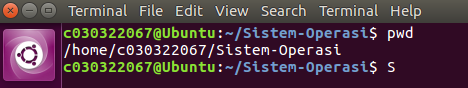 Terminal File Edit View Search Terminal Help
c030322067@Ubuntu:~/Sistem-Operasi$ pwd
/home/c030322067/Sistem-Operasi
c030322067@Ubuntu:~/Sistem-Operasi$ S